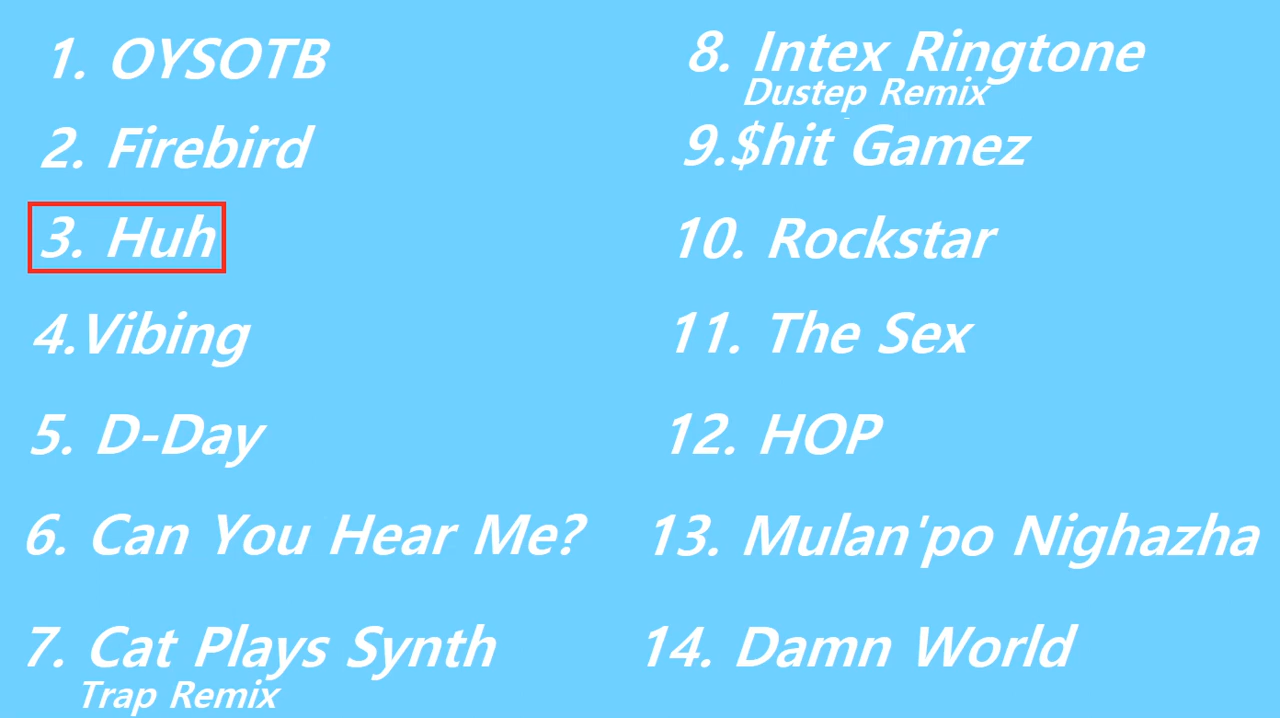 1. OYSOTB
2. Firebird
3. Huh
4.Vibing
5. D-Day
6. Can You Hear Me?
7. Cat Plays Synth
Trap Remix
8. Intex Ringtone
Dustep Remix
9.$hit Gamez
10. Rockstar
11. The Sex
12. HOP
13. Mulan'po Nighazha
14. Damn World